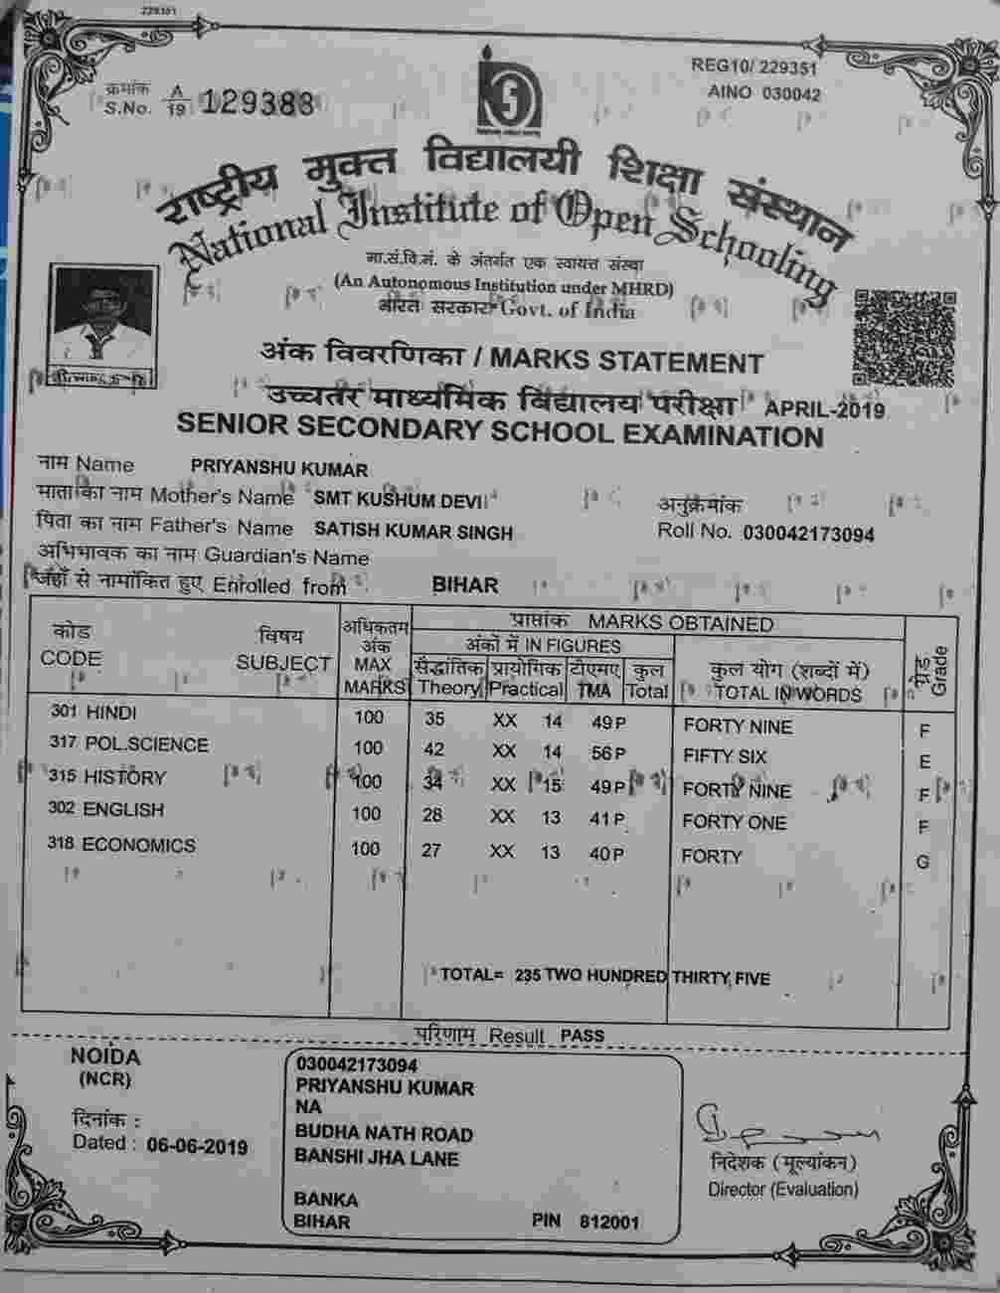 229351
क्रमांक
S.No. A/19 129383
REG10/ 229351
AINO 030042
राष्ट्रीय मुक्त विद्यालयी शिक्षा संस्थान
National Institute of Open Schooling
मा.सं.वि.मं. के अंतर्गत एक स्वायत्त संस्था
(An Autonomous Institution under MHRD)
भारत सरकार Govt. of India
अंक विवरणिका / MARKS STATEMENT
उच्चतर माध्यमिक विद्यालय परीक्षा APRIL-2019
SENIOR SECONDARY SCHOOL EXAMINATION
नाम Name PRIYANSHU KUMAR
माता का नाम Mother's Name SMT KUSHUM DEVI अनुक्रमांक
पिता का नाम Father's Name SATISH KUMAR SINGH Roll No. 030042173094
अभिभावक का नाम Guardian's Name
जहाँ से नामांकित हुए Enrolled from BIHAR
कोड CODE विषय SUBJECT अधिकतम अंक MAX MARKS प्राप्तांक MARKS OBTAINED ग्रेड Grade
अंकों में IN FIGURES कुल योग (शब्दों में) TOTAL IN WORDS
सैद्धांतिक Theory प्रायोगिक Practical टीएमए TMA कुल Total
301 HINDI 100 35 XX 14 49P FORTY NINE F
317 POL.SCIENCE 100 42 XX 14 56P FIFTY SIX E
315 HISTORY 100 34 XX 15 49P FORTY NINE F
302 ENGLISH 100 28 XX 13 41P FORTY ONE F
318 ECONOMICS 100 27 XX 13 40P FORTY G
TOTAL= 235 TWO HUNDRED THIRTY FIVE
परिणाम Result PASS
NOIDA
(NCR)
दिनांक :
Dated : 06-06-2019
030042173094
PRIYANSHU KUMAR
NA
BUDHA NATH ROAD
BANSHI JHA LANE
BANKA
BIHAR PIN 812001
निदेशक (मूल्यांकन)
Director (Evaluation)